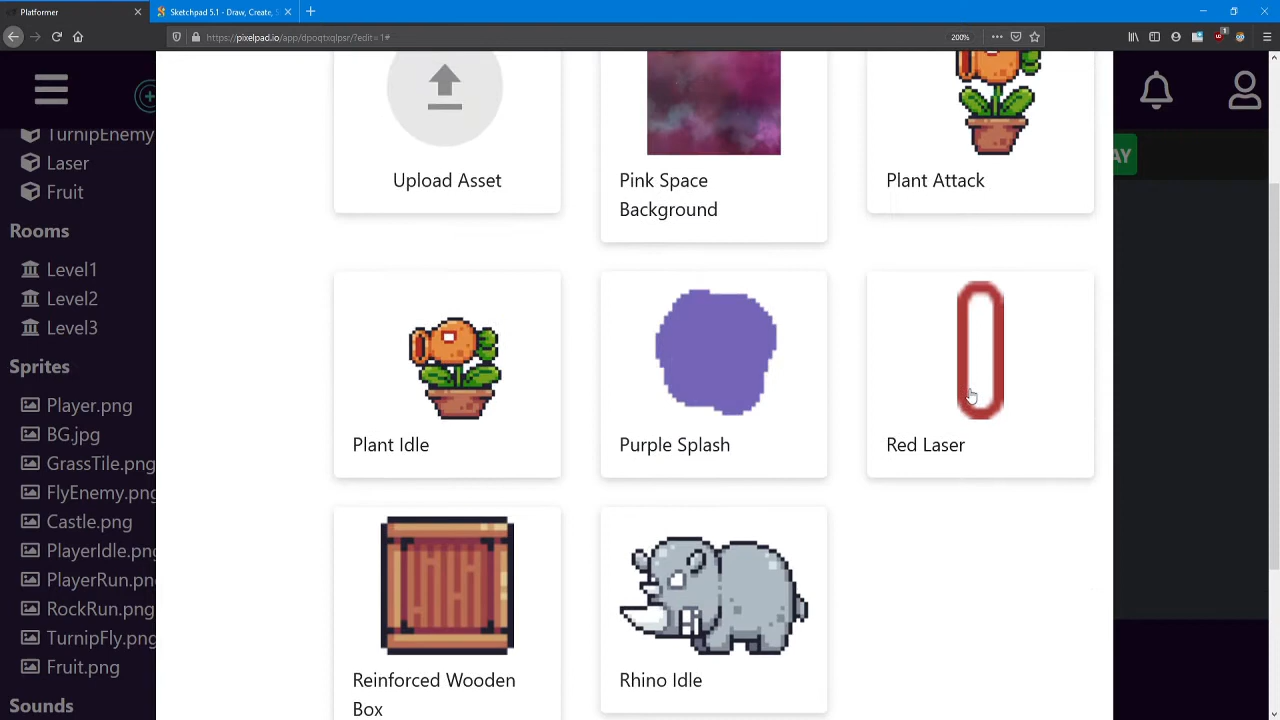 Platformer
Sketchpad 5.1 - Draw, Create, S
https://pixelpad.io/app/dpoqtxqlpsr/?edit=1#
200%
TurnipEnemy
Laser
Fruit
Rooms
Level1
Level2
Level3
Sprites
Player.png
BG.jpg
GrassTile.png
FlyEnemy.png
Castle.png
PlayerIdle.png
PlayerRun.png
RockRun.png
TurnipFly.png
Fruit.png
Sounds
Upload Asset
Pink Space
Background
Plant Attack
AY
Plant Idle
Purple Splash
Red Laser
Reinforced Wooden
Box
Rhino Idle